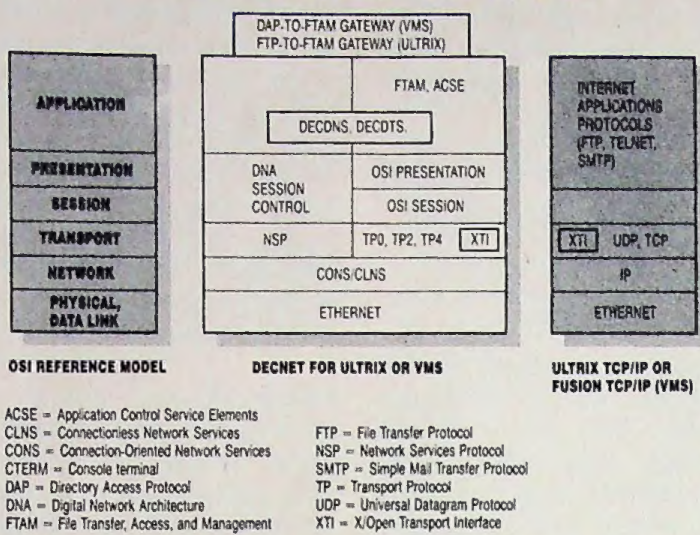 DAP-TO-FTAM GATEWAY (VMS)
FTP-TO-FTAM GATEWAY (ULTRIX)
APPLICATION
PRESENTATION
SESSION
TRANSPORT
NETWORK
PHYSICAL,
DATA LINK
OSI REFERENCE MODEL
FTAM, ACSE
DECDNS, DECDTS.
DNA
SESSION
CONTROL
OSI PRESENTATION
OSI SESSION
NSP
TP0, TP2, TP4
XTI
CONS/CLNS
ETHERNET
DECNET FOR ULTRIX OR VMS
INTERNET
APPLICATIONS
PROTOCOLS
(FTP, TELNET,
SMTP)
XTI
UDP, TCP
IP
ETHERNET
ULTRIX TCP/IP OR
FUSION TCP/IP (VMS)
ACSE = Application Control Service Elements
CLNS = Connectionless Network Services
CONS = Connection-Oriented Network Services
CTERM = Console terminal
DAP = Directory Access Protocol
DNA = Digital Network Architecture
FTAM = File Transfer, Access, and Management
FTP = File Transfer Protocol
NSP = Network Services Protocol
SMTP = Simple Mail Transfer Protocol
TP = Transport Protocol
UDP = Universal Datagram Protocol
XTI = X/Open Transport Interface